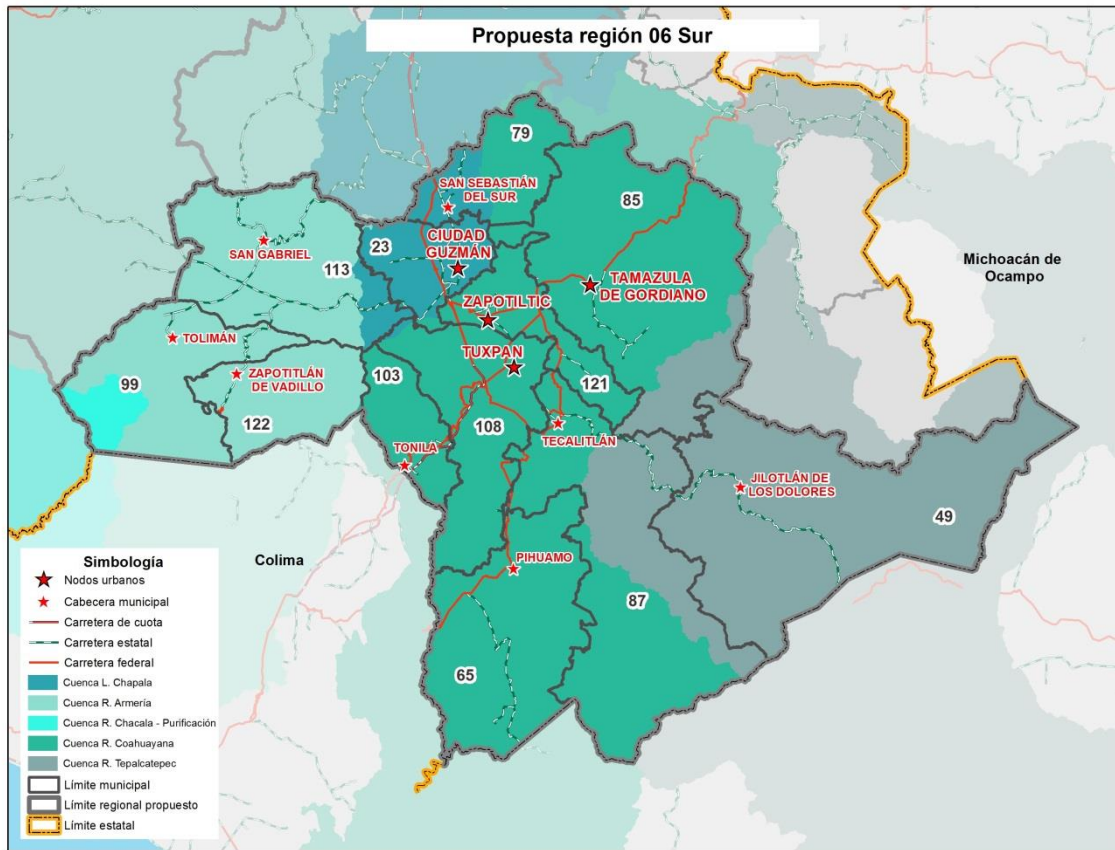 Propuesta región 06 Sur
79
SAN SEBASTIÁN
DEL SUR
85
23
CIUDAD
GUZMÁN
SAN GABRIEL
113
Michoacán de
Ocampo
TAMAZULA
DE GORDIANO
ZAPOTILTIC
TOLIMÁN
TUXPAN
99
ZAPOTITLÁN
DE VADILLO
103
121
122
108
TECALITLÁN
TONILA
JILOTLÁN DE
LOS DOLORES
49
Colima
PIHUAMO
87
65
Simbología
Nodos urbanos
Cabecera municipal
Carretera de cuota
Carretera estatal
Carretera federal
Cuenca L. Chapala
Cuenca R. Armería
Cuenca R. Chacala - Purificación
Cuenca R. Coahuayana
Cuenca R. Tepalcatepec
Límite municipal
Límite regional propuesto
Límite estatal